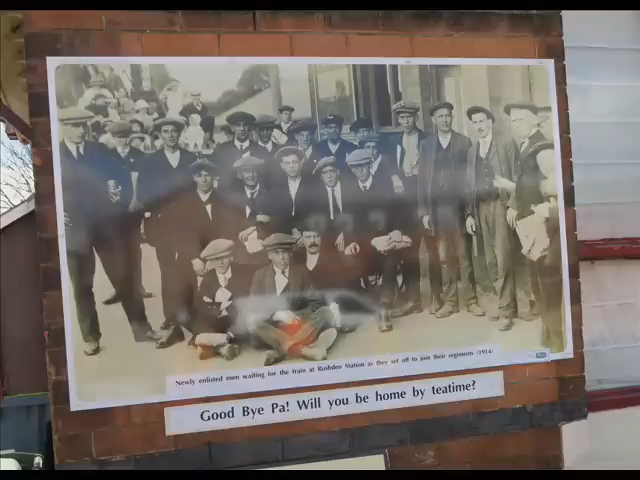 Newly enlisted men waiting for the train at Rushden Station as they set off to join their regiments (1914)
Good Bye Pa! Will you be home by teatime?